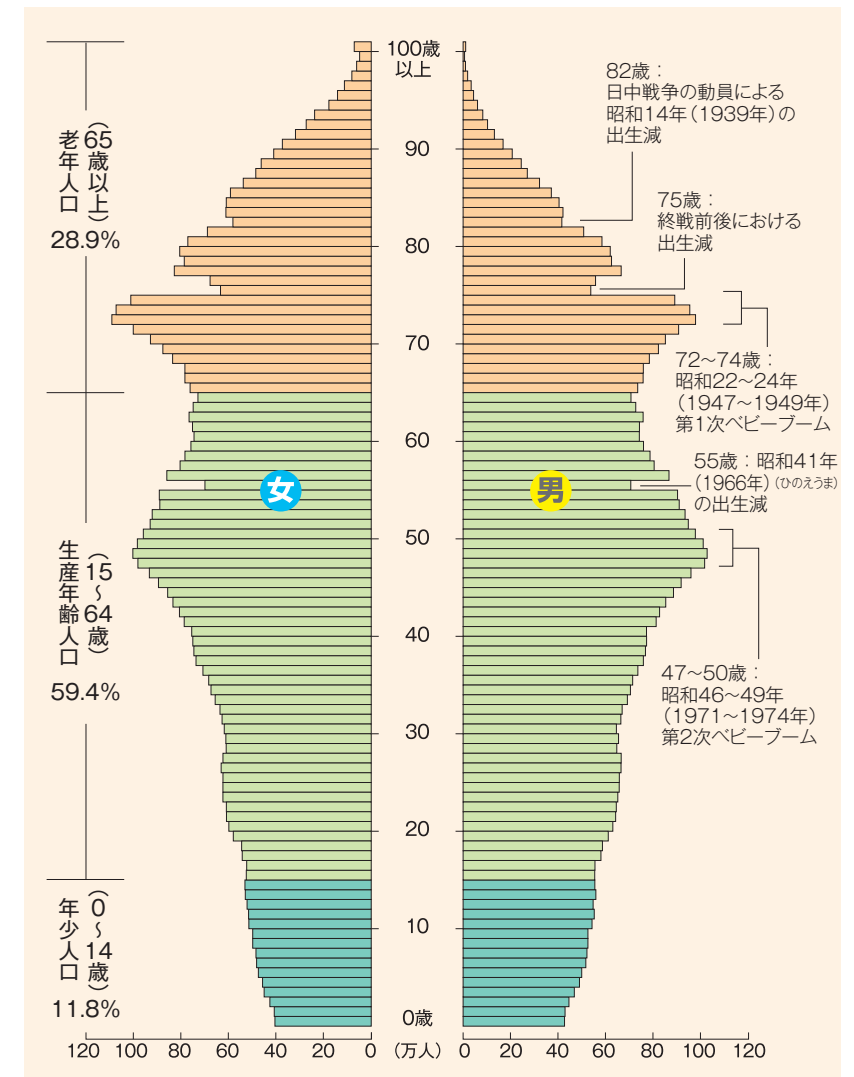 100歳
以上
90
80
70
60
50
40
30
20
10
0歳
老年人口
(65歳以上)
28.9%
生産年齢人口
(15～64歳)
59.4%
年少人口
(0～14歳)
11.8%
女
男
82歳：
日中戦争の動員による
昭和14年(1939年)の
出生減
75歳：
終戦前後における
出生減
72～74歳：
昭和22～24年
(1947～1949年)
第1次ベビーブーム
55歳：昭和41年
(1966年)(ひのえうま)
の出生減
47～50歳：
昭和46～49年
(1971～1974年)
第2次ベビーブーム
120 100 80 60 40 20 0 (万人) 0 20 40 60 80 100 120